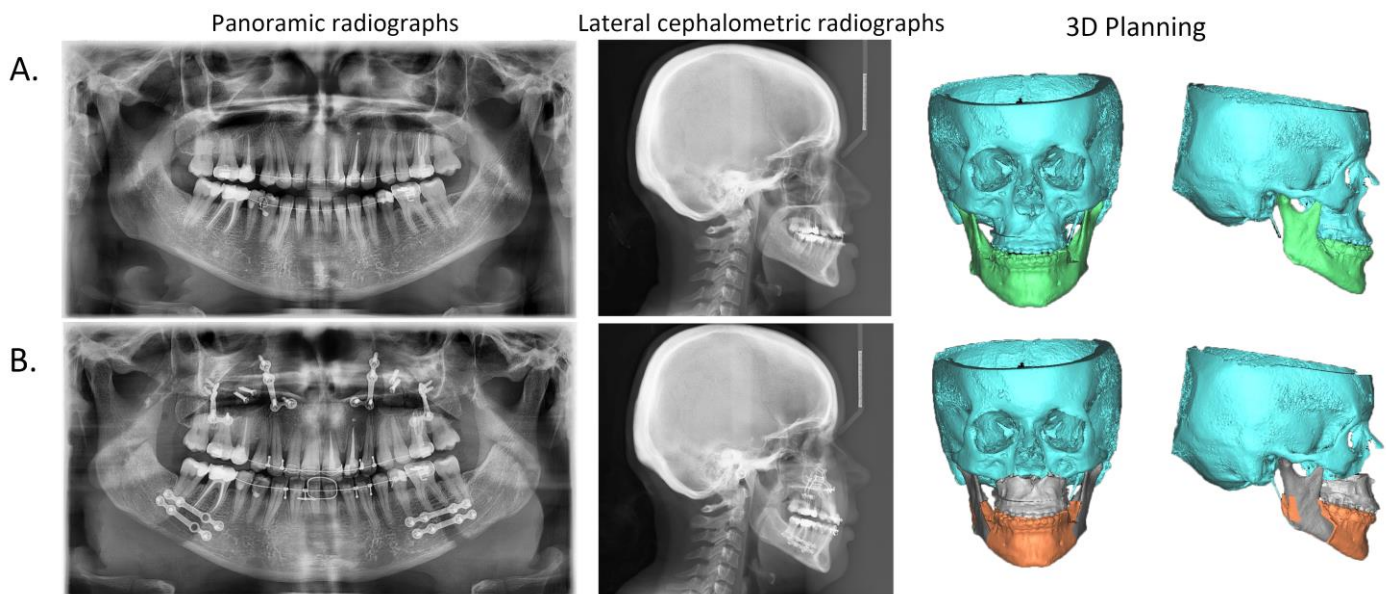 Panoramic radiographs
Lateral cephalometric radiographs
3D Planning
A.
B.